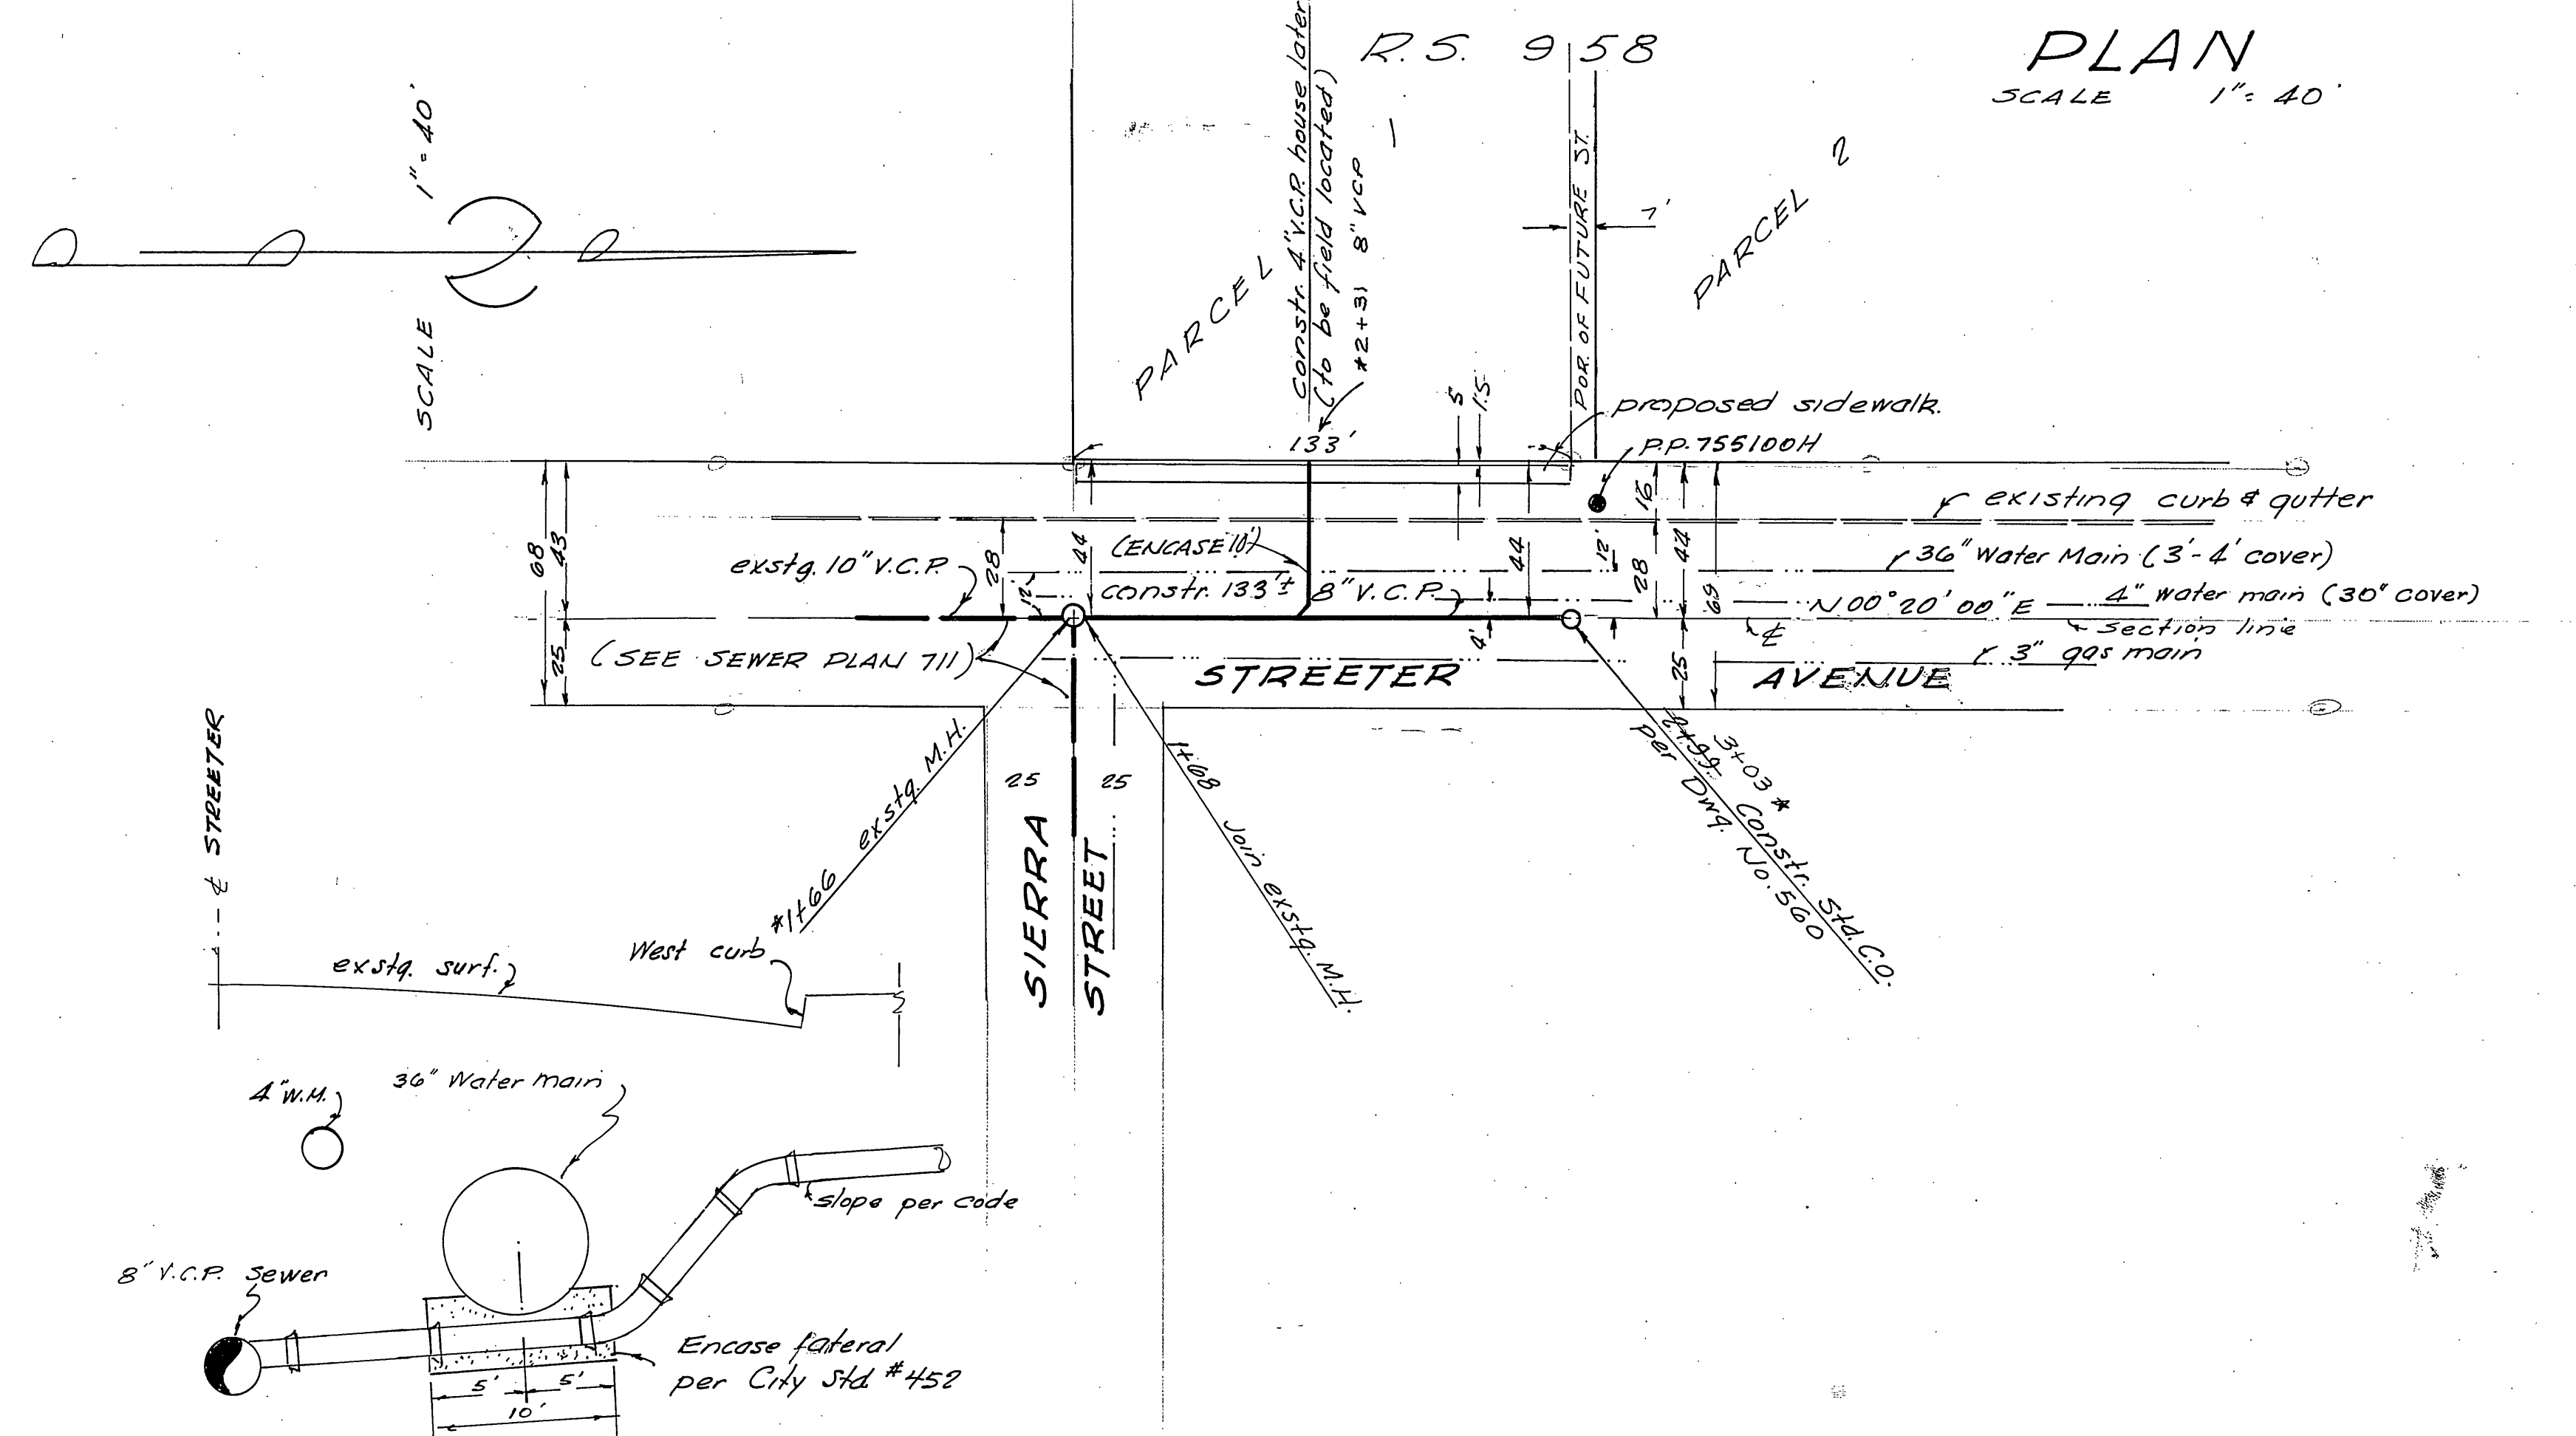 R.S. 9 58
PLAN
SCALE 1"= 40'
SCALE 1"= 40'
Constr. 4" V.C.P. house later
(to be field located)
*2+31 8" VCP
PARCEL 1
POR. OF FUTURE ST.
7'
PARCEL 2
5
1.5
proposed sidewalk.
133'
P.P. 755100H
existing curb & gutter
36" Water Main (3'-4' cover)
4" water main (30" cover)
N 00° 20' 00" E
section line
3" gas main
68
43
25
28
12'
44
(ENCASE 10')
exstg. 10" V.C.P.
constr. 133'± 8" V.C.P.
44
4'
12'
16
28
44
25
69
℄
(SEE SEWER PLAN 711)
STREETER AVENUE
℄ STREETER
*1+66 exstg. M.H.
25 25
SIERRA
STREET
1+68 Join exstg. M.H.
3+03 *
Constr. Std. C.O.
per Dwg. No. 560
exstg. surf.
West curb
4" W.M.
36" Water main
slope per code
8" V.C.P. Sewer
Encase lateral
per City Std. #452
5' 5'
10'